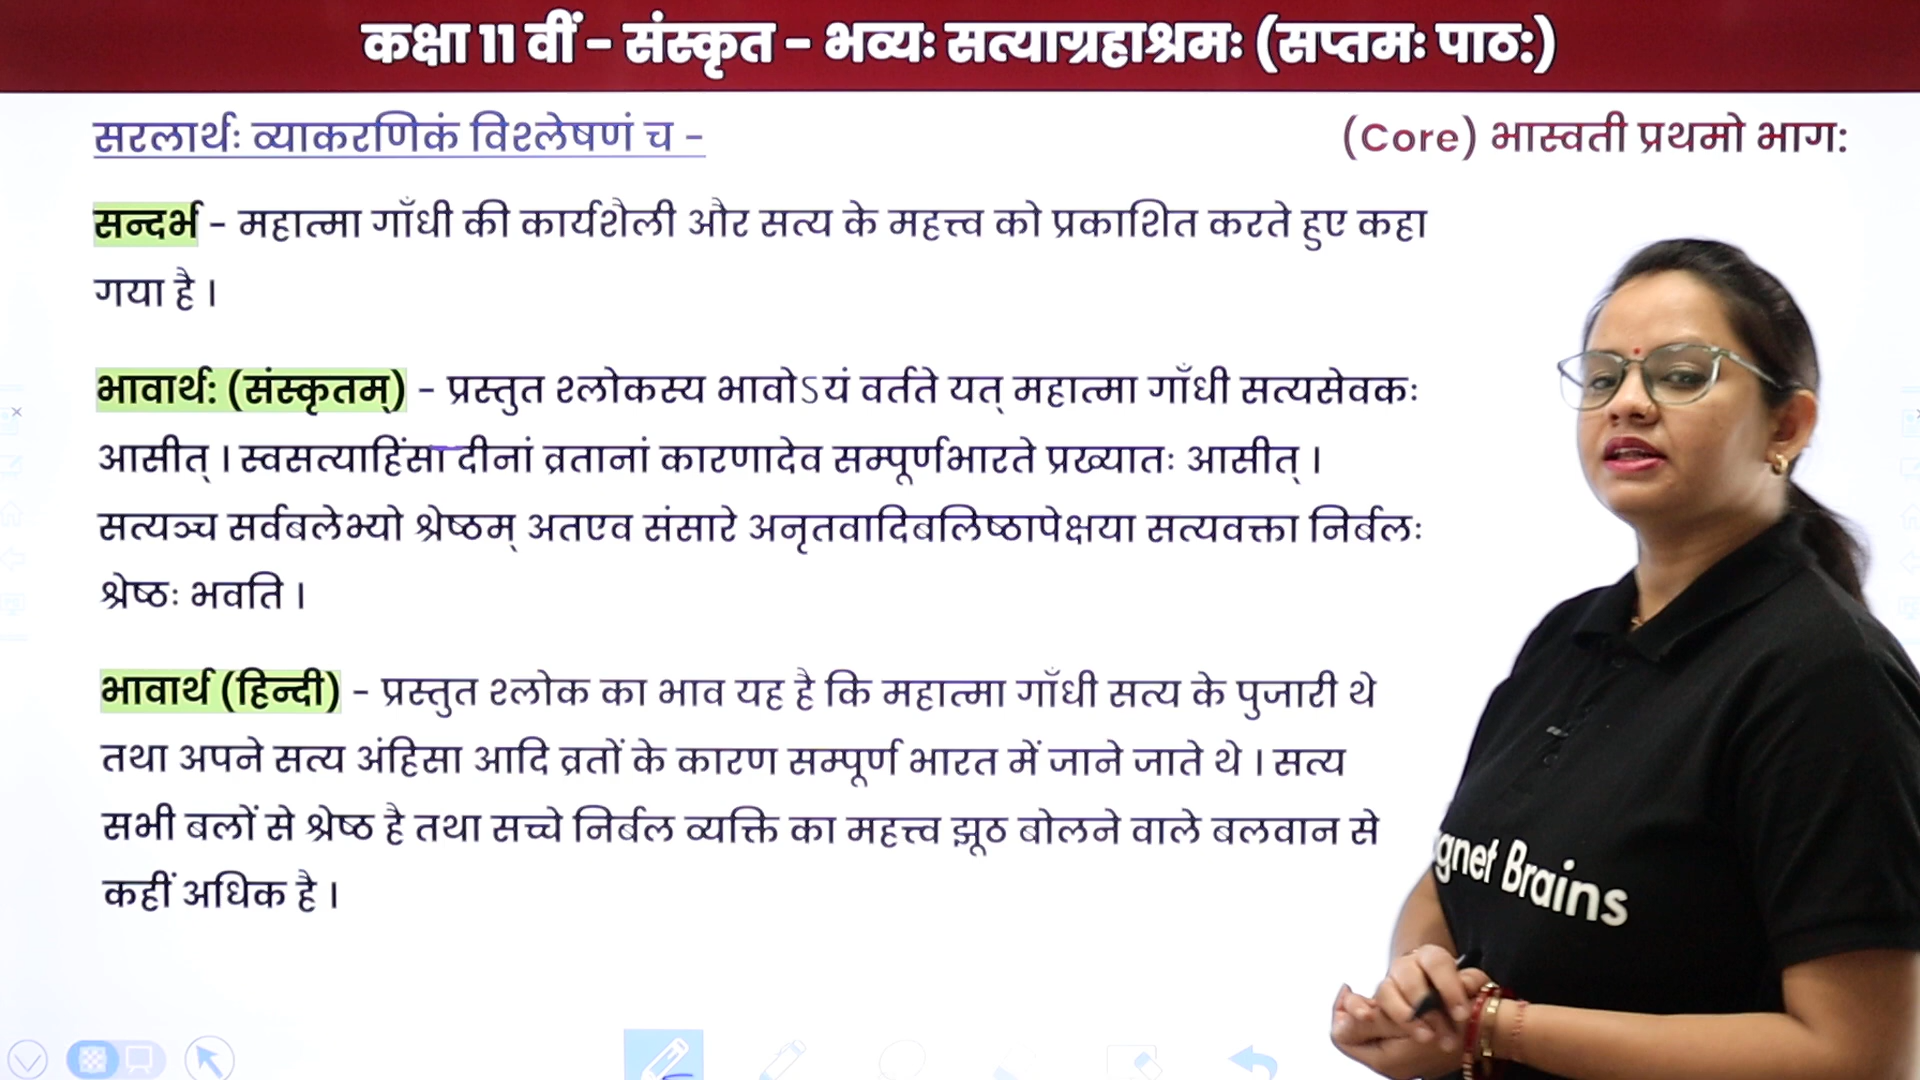 कक्षा 11 वीं - संस्कृत - भव्यः सत्याग्रहाश्रमः (सप्तमः पाठः)
सरलार्थः व्याकरणिकं विश्लेषणं च -
(Core) भास्वती प्रथमो भाग:
सन्दर्भ - महात्मा गाँधी की कार्यशैली और सत्य के महत्त्व को प्रकाशित करते हुए कहा
गया है ।
भावार्थ: (संस्कृतम्) - प्रस्तुत श्लोकस्य भावोऽयं वर्तते यत् महात्मा गाँधी सत्यसेवकः
आसीत् । स्वसत्याहिंसा दीनां व्रतानां कारणादेव सम्पूर्णभारते प्रख्यातः आसीत् ।
सत्यञ्च सर्वबलेभ्यो श्रेष्ठम् अतएव संसारे अनृतवादिबलिष्ठापेक्षया सत्यवक्ता निर्बलः
श्रेष्ठः भवति ।
भावार्थ (हिन्दी) - प्रस्तुत श्लोक का भाव यह है कि महात्मा गाँधी सत्य के पुजारी थे
तथा अपने सत्य अंहिसा आदि व्रतों के कारण सम्पूर्ण भारत में जाने जाते थे । सत्य
सभी बलों से श्रेष्ठ है तथा सच्चे निर्बल व्यक्ति का महत्त्व झूठ बोलने वाले बलवान से
कहीं अधिक है ।
gnet Brains